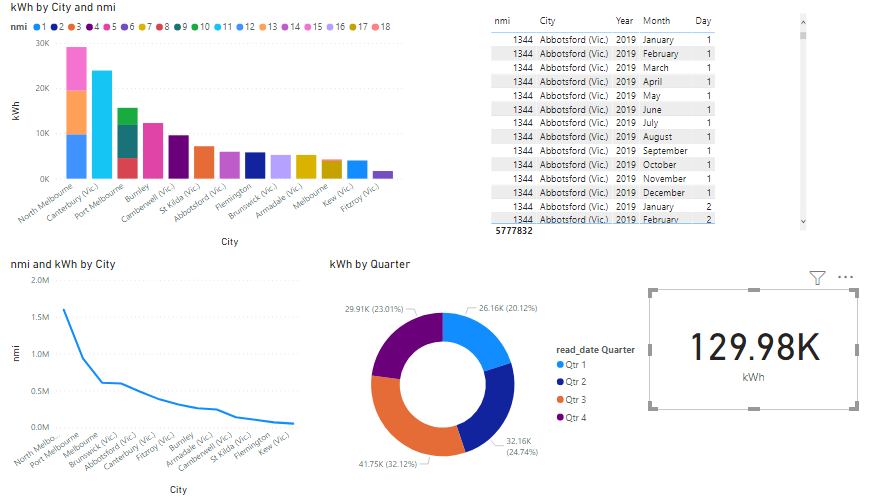 kWh by City and nmi
nmi 1 2 3 4 5 6 7 8 9 10 11 12 13 14 15 16 17 18
30K
20K
10K
0K
kWh
North Melbourne
Canterbury (Vic.)
Port Melbourne
Burnley
Camberwell (Vic.)
St Kilda (Vic.)
Abbotsford (Vic.)
Flemington
Brunswick (Vic.)
Armadale (Vic.)
Melbourne
Kew (Vic.)
Fitzroy (Vic.)
City
nmi City Year Month Day
1344 Abbotsford (Vic.) 2019 January 1
1344 Abbotsford (Vic.) 2019 February 1
1344 Abbotsford (Vic.) 2019 March 1
1344 Abbotsford (Vic.) 2019 April 1
1344 Abbotsford (Vic.) 2019 May 1
1344 Abbotsford (Vic.) 2019 June 1
1344 Abbotsford (Vic.) 2019 July 1
1344 Abbotsford (Vic.) 2019 August 1
1344 Abbotsford (Vic.) 2019 September 1
1344 Abbotsford (Vic.) 2019 October 1
1344 Abbotsford (Vic.) 2019 November 1
1344 Abbotsford (Vic.) 2019 December 1
1344 Abbotsford (Vic.) 2019 January 2
1344 Abbotsford (Vic.) 2019 February 2
5777832
nmi and kWh by City
2.0M
1.5M
1.0M
0.5M
0.0M
nmi
North Melbo...
Port Melbourne
Melbourne
Brunswick (Vic.)
Abbotsford (Vic.)
Canterbury (Vic.)
Fitzroy (Vic.)
Burnley
Armadale (Vic.)
Camberwell (Vic.)
St Kilda (Vic.)
Flemington
Kew (Vic.)
City
kWh by Quarter
29.91K (23.01%)
26.16K (20.12%)
32.16K
(24.74%)
41.75K (32.12%)
read_date Quarter
Qtr 1
Qtr 2
Qtr 3
Qtr 4
129.98K
kWh